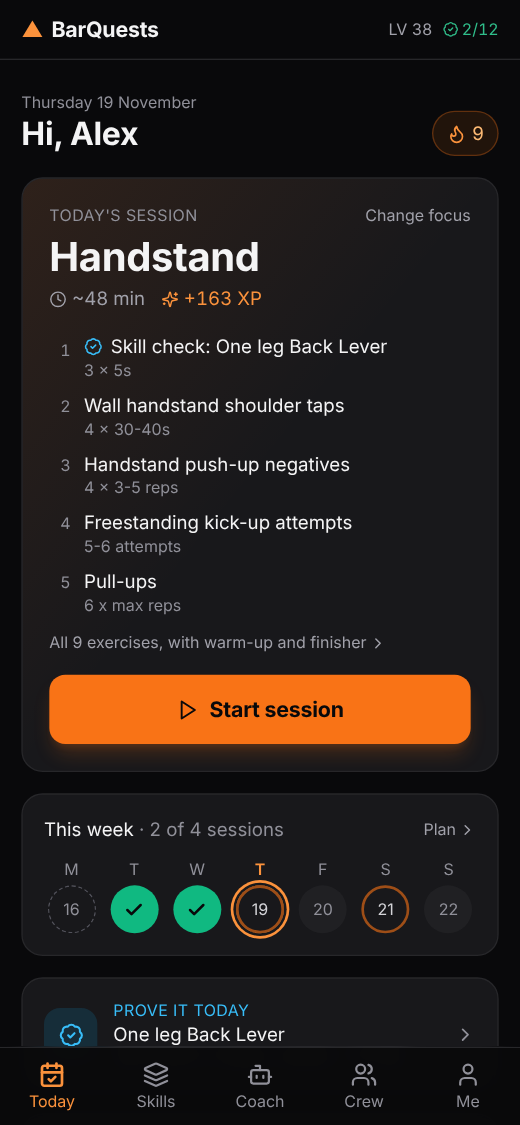 BarQuests
LV 38 2/12
Thursday 19 November
Hi, Alex
9
TODAY'S SESSION
Change focus
Handstand
~48 min +163 XP
1 Skill check: One leg Back Lever
3 × 5s
2 Wall handstand shoulder taps
4 × 30-40s
3 Handstand push-up negatives
4 × 3-5 reps
4 Freestanding kick-up attempts
5-6 attempts
5 Pull-ups
6 x max reps
All 9 exercises, with warm-up and finisher
Start session
This week · 2 of 4 sessions
Plan
M T W T F S S
16 19 20 21 22
PROVE IT TODAY
One leg Back Lever
Today Skills Coach Crew Me